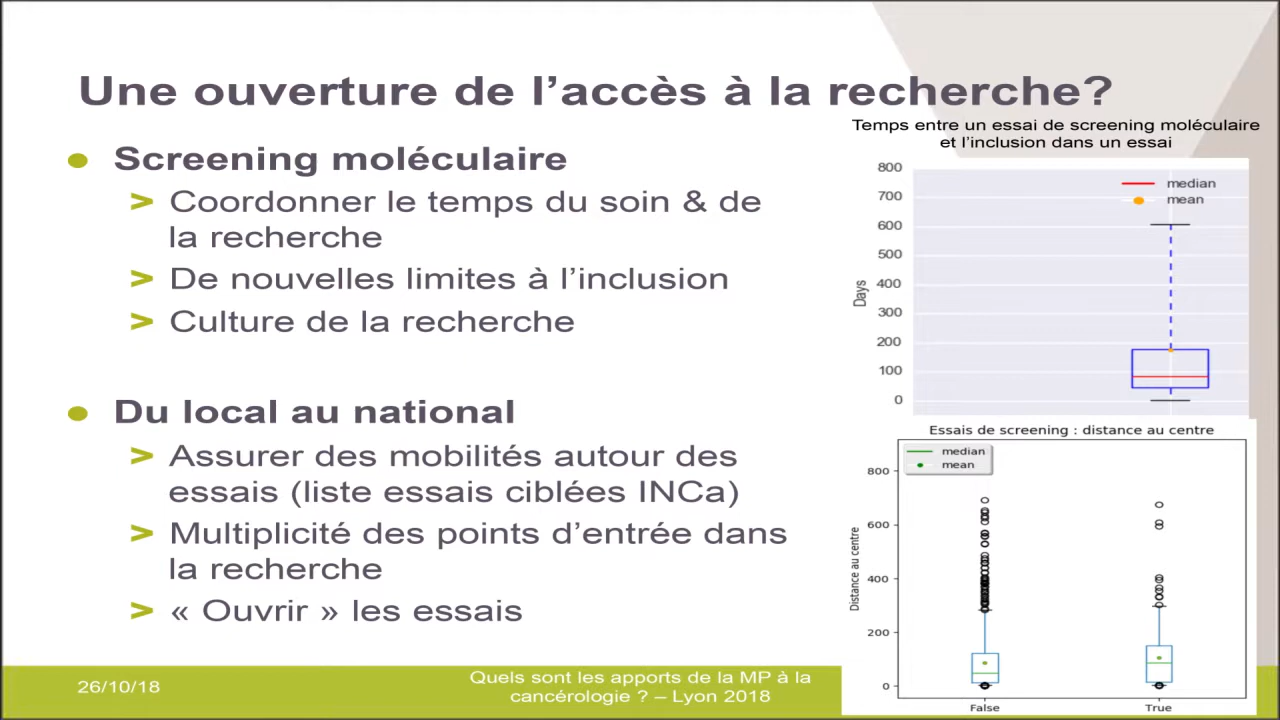 Une ouverture de l’accès à la recherche?
● Screening moléculaire
> Coordonner le temps du soin & de
la recherche
> De nouvelles limites à l’inclusion
> Culture de la recherche
● Du local au national
> Assurer des mobilités autour des
essais (liste essais ciblées INCa)
> Multiplicité des points d’entrée dans
la recherche
> « Ouvrir » les essais
Temps entre un essai de screening moléculaire
et l’inclusion dans un essai
median
mean
Days
800
700
600
500
400
300
200
100
0
Essais de screening : distance au centre
median
mean
Distance au centre
800
600
400
200
0
False
True
26/10/18
Quels sont les apports de la MP à la
cancérologie ? – Lyon 2018